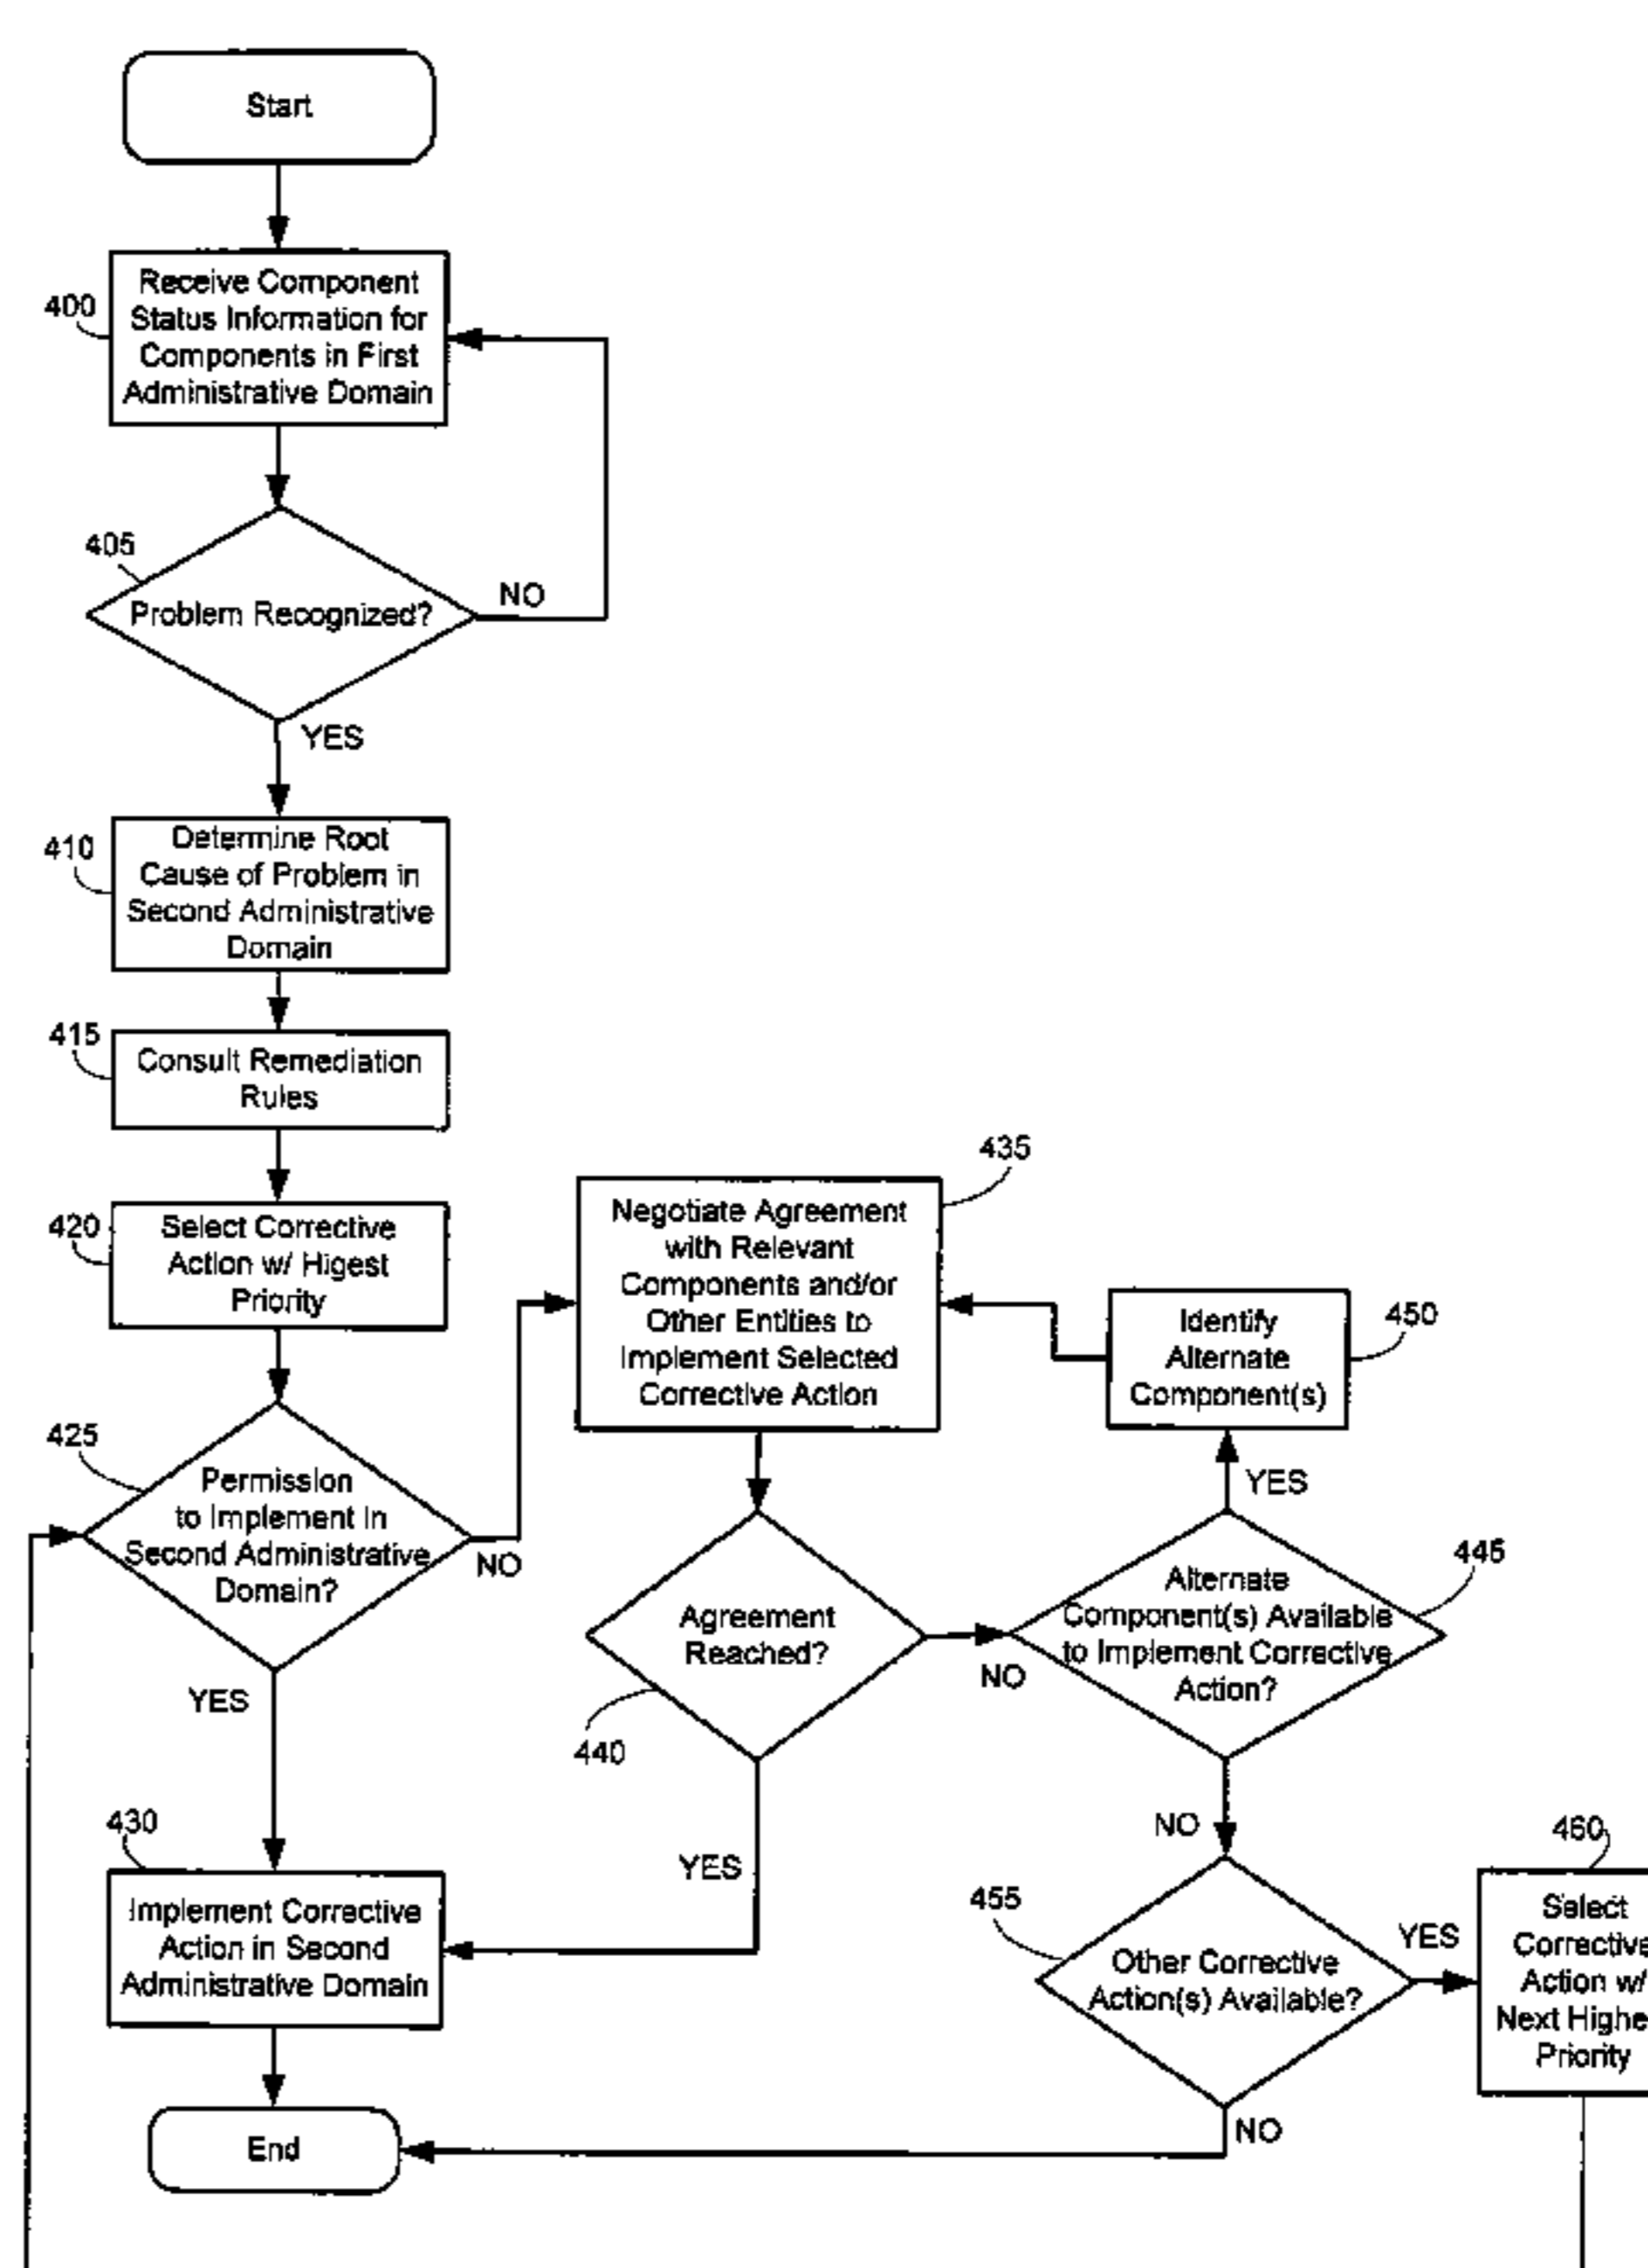 Start
400
Receive Component
Status Information for
Components in First
Administrative Domain
405
Problem Recognized?
NO
YES
410
Determine Root
Cause of Problem in
Second Administrative
Domain
415
Consult Remediation
Rules
420
Select Corrective
Action w/ Higest
Priority
425
Permission
to Implement in
Second Administrative
Domain?
NO
YES
430
Implement Corrective
Action in Second
Administrative Domain
End
435
Negotiate Agreement
with Relevant
Components and/or
Other Entities to
Implement Selected
Corrective Action
Agreement
Reached?
440
NO
YES
450
Identify
Alternate
Component(s)
YES
445
Alternate
Component(s) Available
to Implement Corrective
Action?
NO
455
Other Corrective
Action(s) Available?
YES
NO
460
Select
Corrective
Action w/
Next Highe
Priority